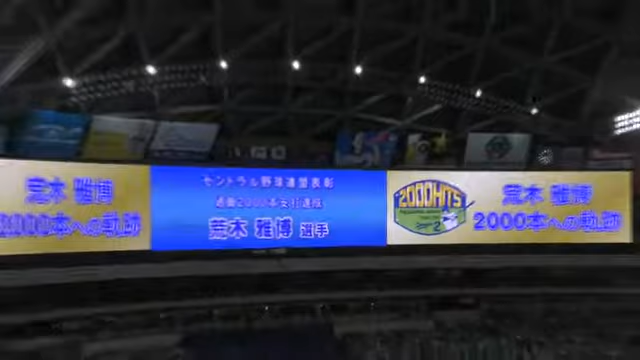 荒木 雅博
2000本への軌跡
セントラル野球連盟表彰
通算2000本安打達成
荒木 雅博 選手
2000HITS
2
荒木 雅博
2000本への軌跡